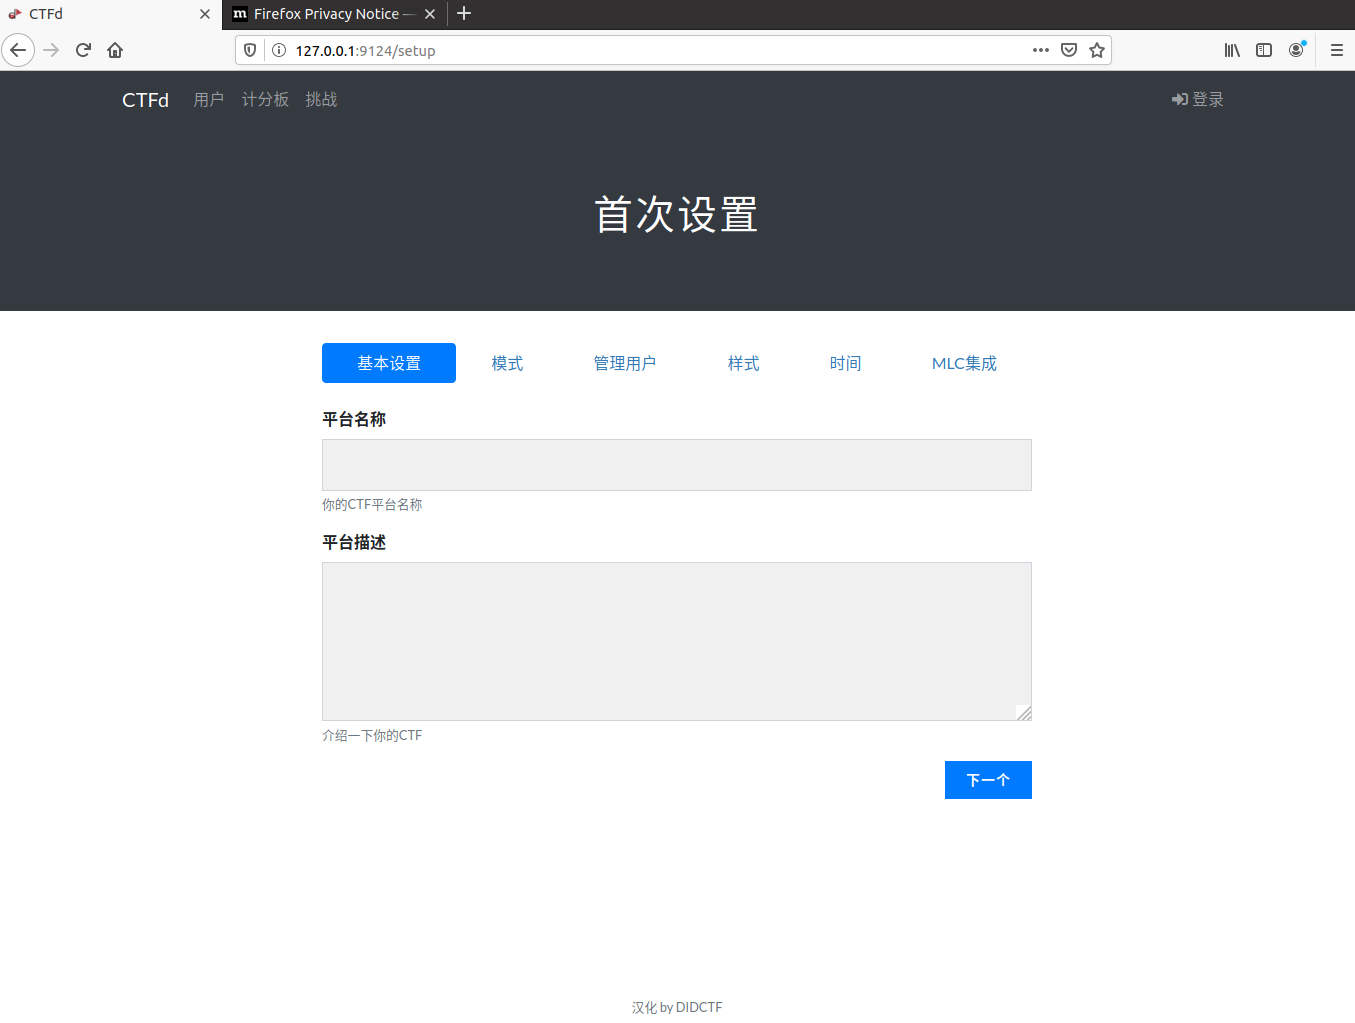 CTFd
Firefox Privacy Notice —
127.0.0.1:9124/setup
CTFd 用户 计分板 挑战 登录
首次设置
基本设置 模式 管理用户 样式 时间 MLC集成
平台名称
你的CTF平台名称
平台描述
介绍一下你的CTF
下一个
汉化 by DIDCTF